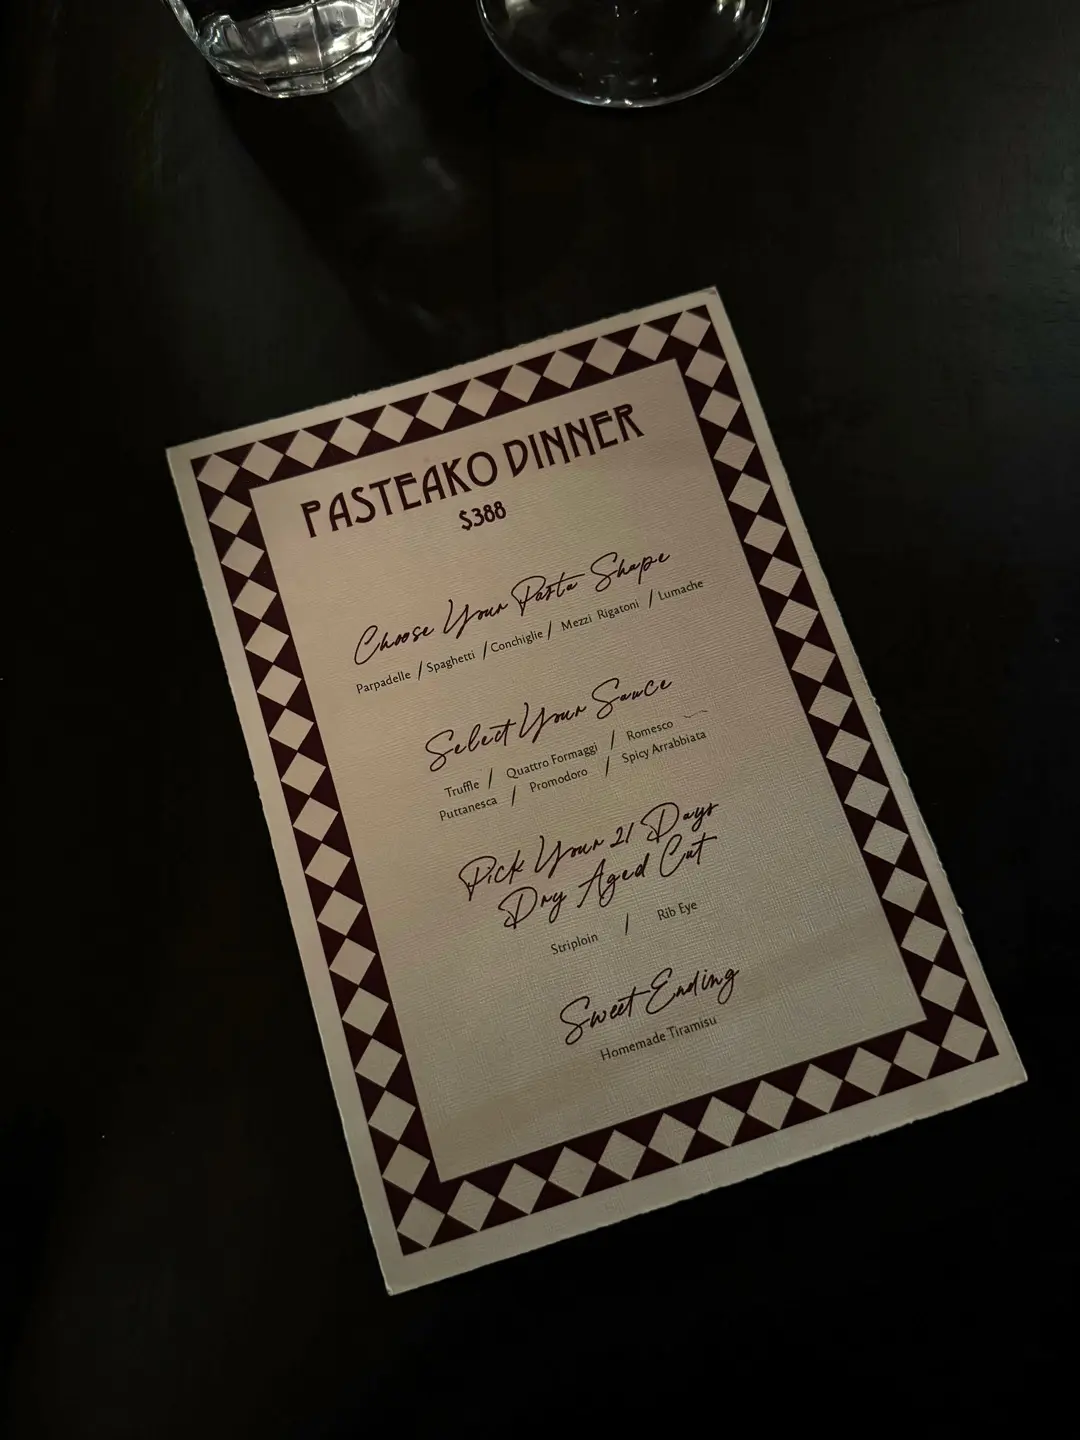 PASTEAKO DINNER
$388
Choose Your Pasta Shape
Parpadelle / Spaghetti / Conchiglie / Mezzi Rigatoni / Lumache
Select Your Sauce
Truffle / Quattro Formaggi / Romesco
Puttanesca / Promodoro / Spicy Arrabbiata
Pick Your 21 Days
Dry Aged Cut
Striploin / Rib Eye
Sweet Ending
Homemade Tiramisu